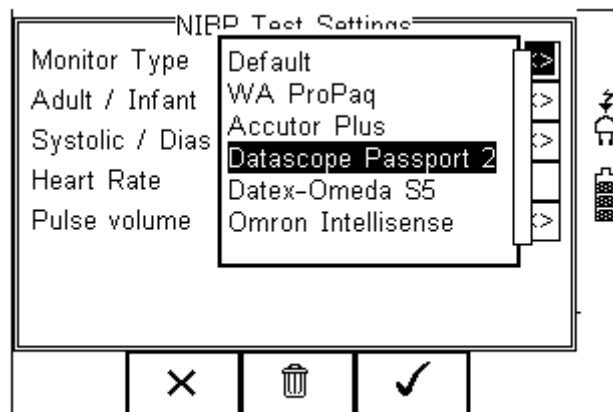 NIBP Test Settings
Monitor Type
Adult / Infant
Systolic / Dias
Heart Rate
Pulse volume
Default
WA ProPaq
Accutor Plus
Datascope Passport 2
Datex-Omeda S5
Omron Intellisense
<>
<>
<>
<>